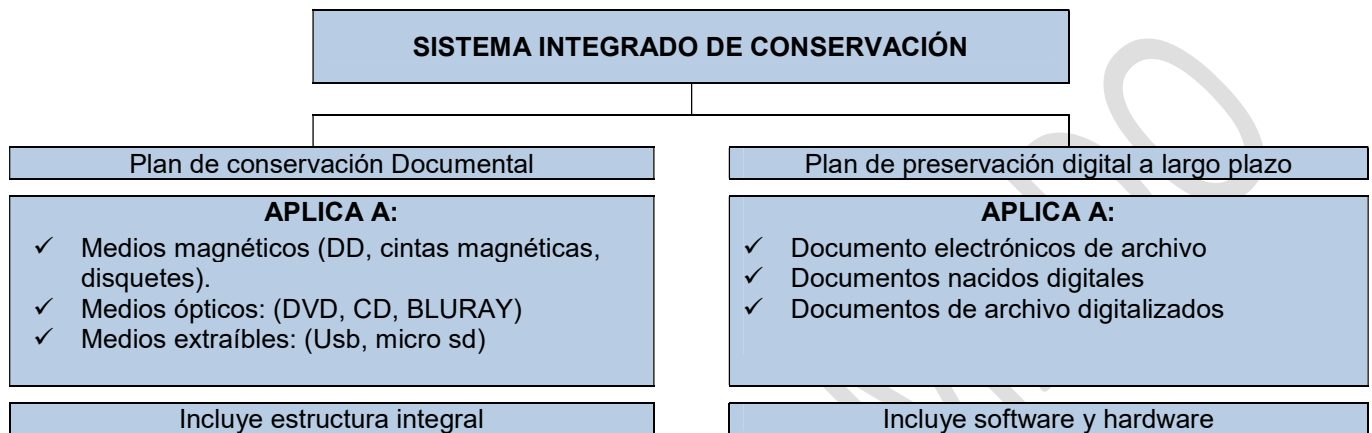 SISTEMA INTEGRADO DE CONSERVACIÓN
Plan de conservación Documental
APLICA A:
✓ Medios magnéticos (DD, cintas magnéticas,
disquetes).
✓ Medios ópticos: (DVD, CD, BLURAY)
✓ Medios extraíbles: (Usb, micro sd)
Incluye estructura integral
Plan de preservación digital a largo plazo
APLICA A:
✓ Documento electrónicos de archivo
✓ Documentos nacidos digitales
✓ Documentos de archivo digitalizados
Incluye software y hardware